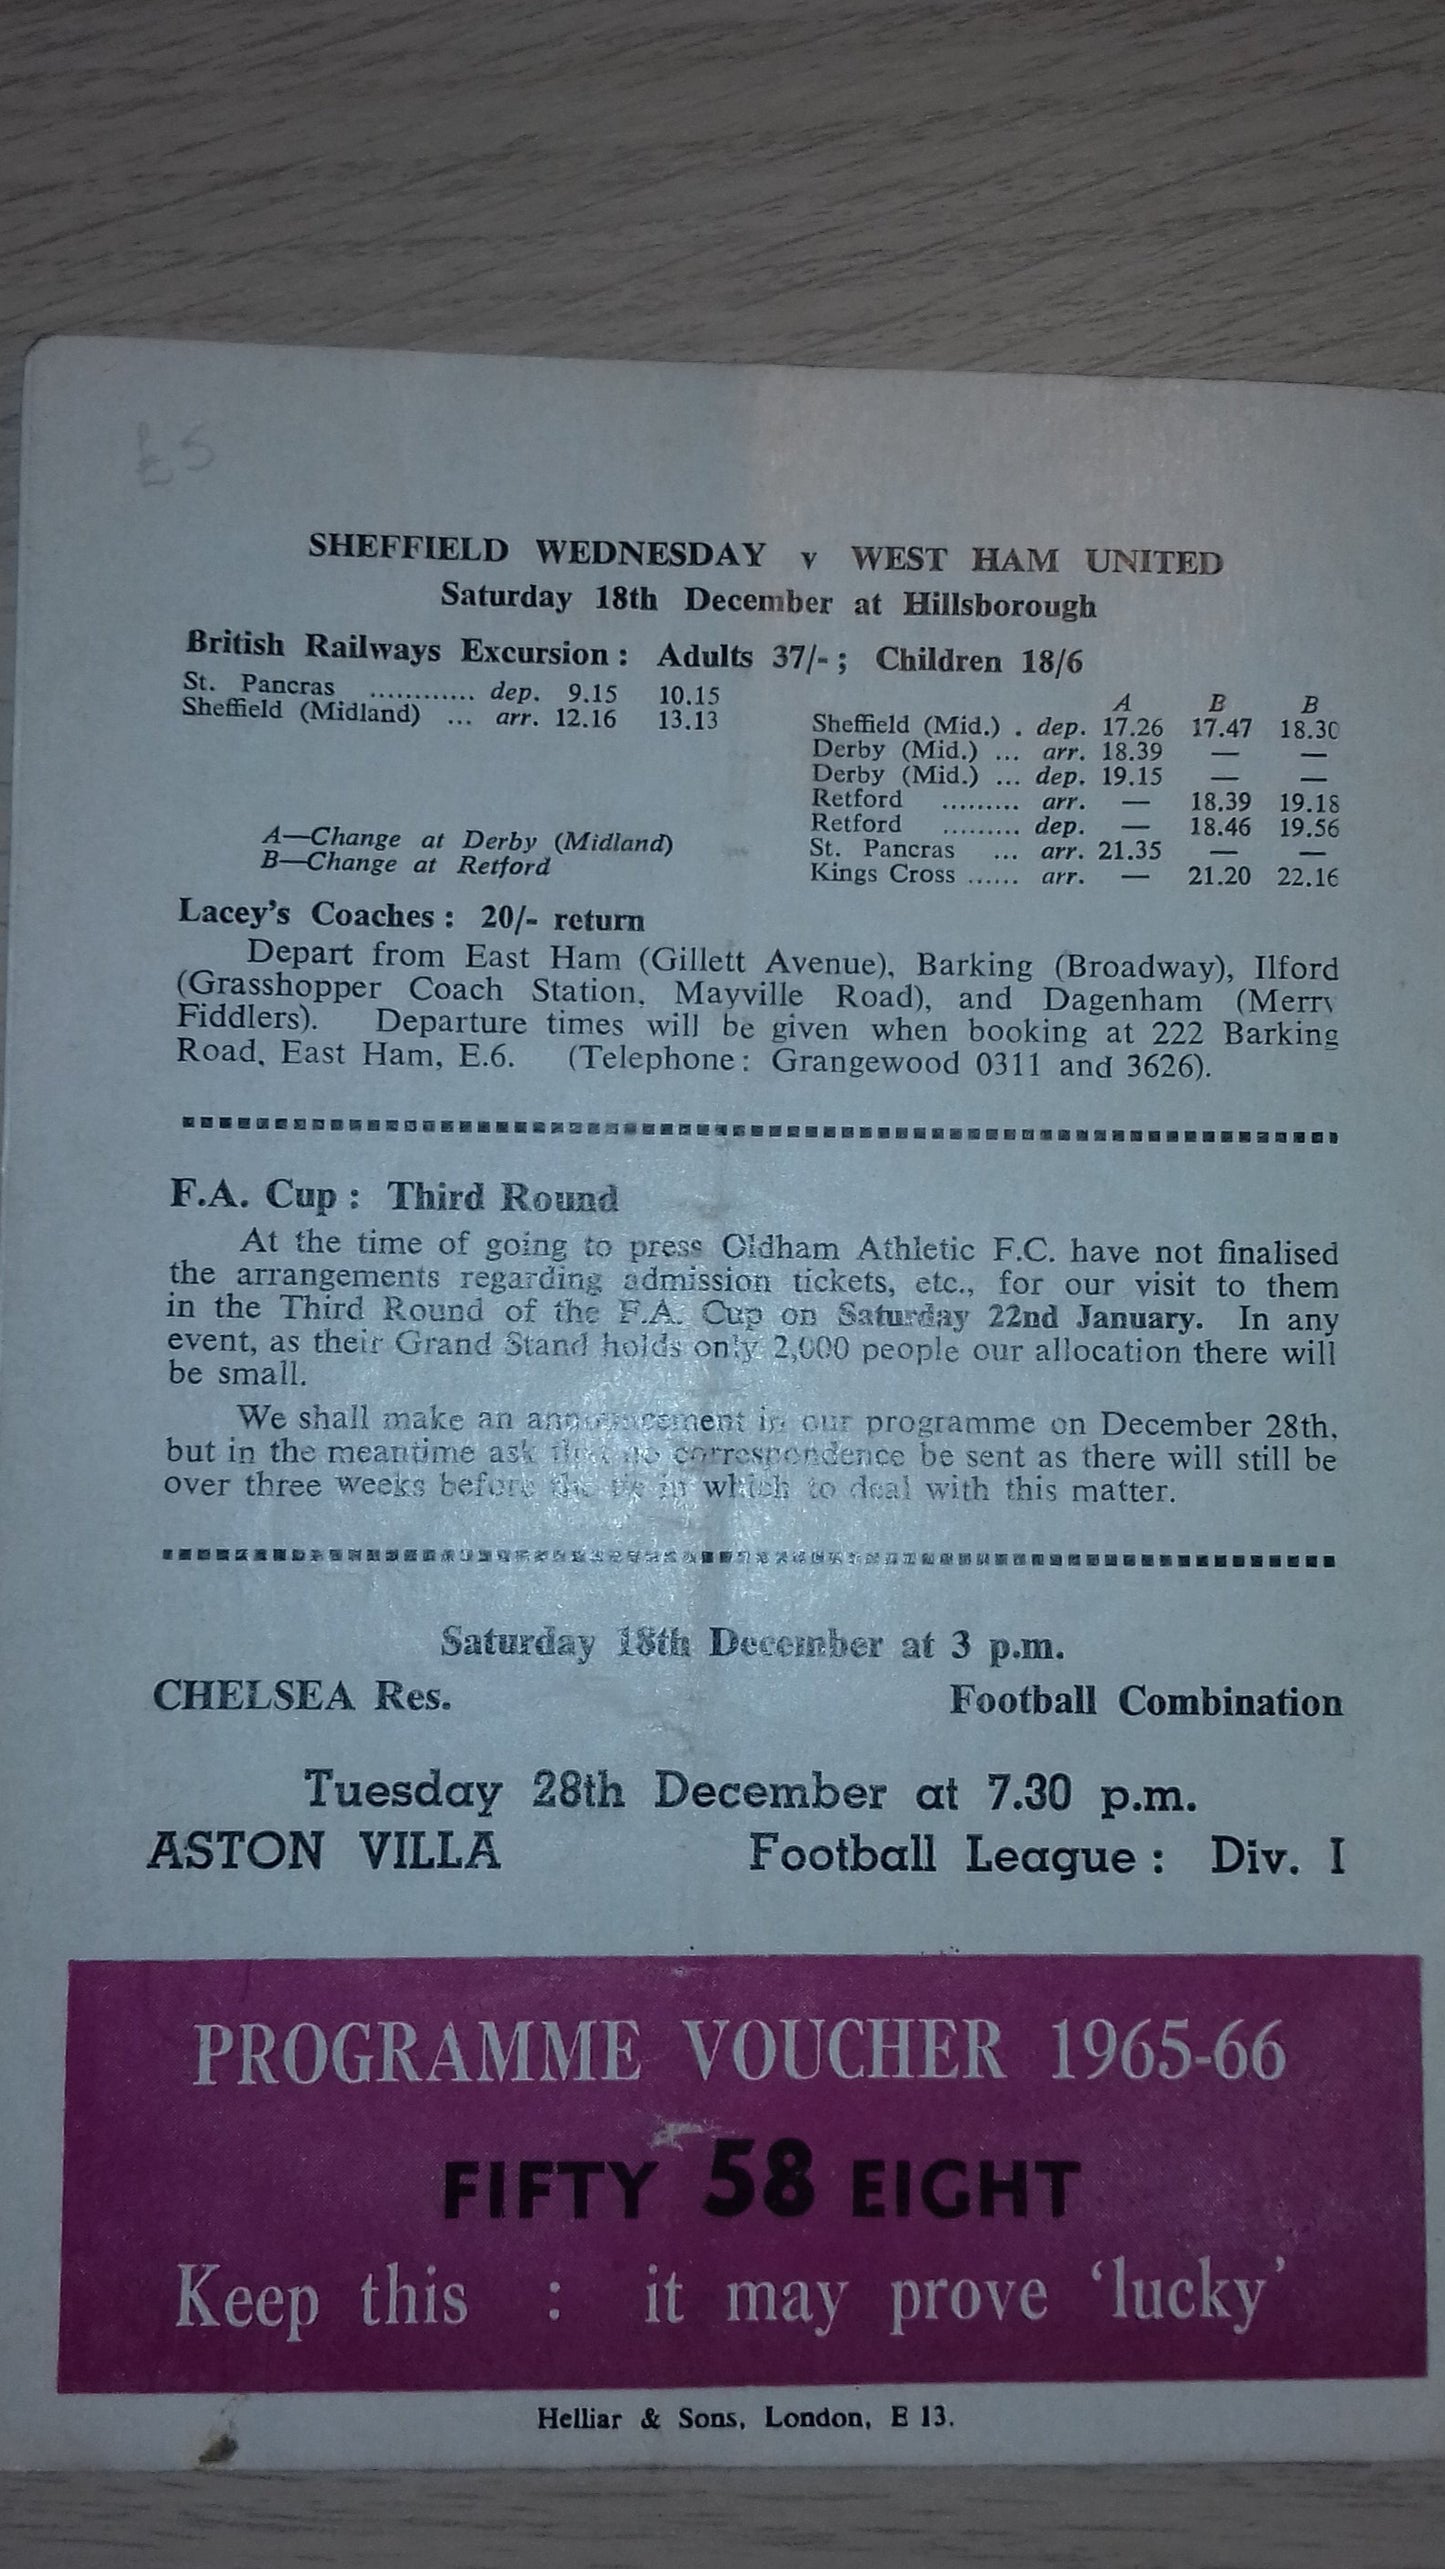 £5
SHEFFIELD WEDNESDAY v WEST HAM UNITED
Saturday 18th December at Hillsborough
British Railways Excursion : Adults 37/- ; Children 18/6
St. Pancras ............ dep. 9.15 10.15
Sheffield (Midland) ... arr. 12.16 13.13
A B B
Sheffield (Mid.) . dep. 17.26 17.47 18.30
Derby (Mid.) ... arr. 18.39 — —
Derby (Mid.) ... dep. 19.15 — —
Retford ......... arr. — 18.39 19.18
Retford ......... dep. — 18.46 19.56
St. Pancras ... arr. 21.35 — —
Kings Cross ...... arr. — 21.20 22.16
A—Change at Derby (Midland)
B—Change at Retford
Lacey's Coaches : 20/- return
Depart from East Ham (Gillett Avenue), Barking (Broadway), Ilford
(Grasshopper Coach Station, Mayville Road), and Dagenham (Merry
Fiddlers). Departure times will be given when booking at 222 Barking
Road, East Ham, E.6. (Telephone : Grangewood 0311 and 3626).
F.A. Cup : Third Round
At the time of going to press Oldham Athletic F.C. have not finalised
the arrangements regarding admission tickets, etc., for our visit to them
in the Third Round of the F.A. Cup on Saturday 22nd January. In any
event, as their Grand Stand holds only 2,000 people our allocation there will
be small.
We shall make an announcement in our programme on December 28th,
but in the meantime ask that no correspondence be sent as there will still be
over three weeks before the tie in which to deal with this matter.
Saturday 18th December at 3 p.m.
CHELSEA Res. Football Combination
Tuesday 28th December at 7.30 p.m.
ASTON VILLA Football League : Div. I
PROGRAMME VOUCHER 1965-66
FIFTY 58 EIGHT
Keep this : it may prove 'lucky'
Helliar & Sons, London, E 13.